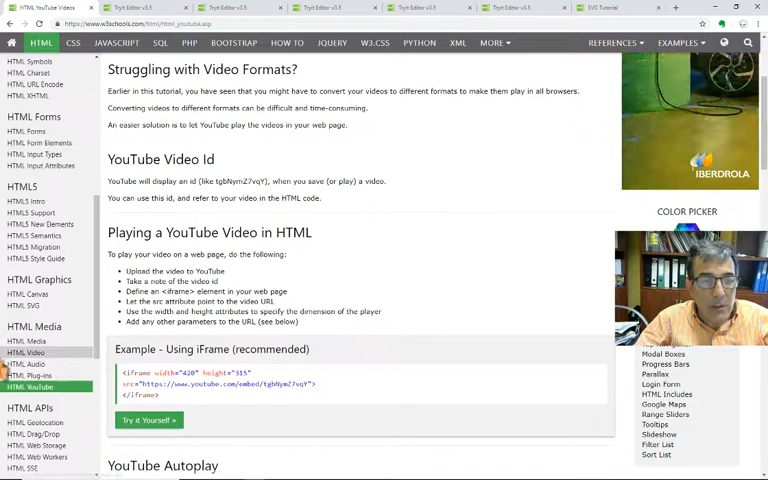 HTML YouTube Videos
Tryit Editor v3.5
Tryit Editor v3.5
Tryit Editor v3.5
Tryit Editor v3.5
Tryit Editor v3.5
SVG Tutorial
https://www.w3schools.com/html/html_youtube.asp
HTML
CSS
JAVASCRIPT
SQL
PHP
BOOTSTRAP
HOW TO
JQUERY
W3.CSS
PYTHON
XML
MORE
REFERENCES
EXAMPLES
HTML Symbols
HTML Charset
HTML URL Encode
HTML XHTML
HTML Forms
HTML Forms
HTML Form Elements
HTML Input Types
HTML Input Attributes
HTML5
HTML5 Intro
HTML5 Support
HTML5 New Elements
HTML5 Semantics
HTML5 Migration
HTML5 Style Guide
HTML Graphics
HTML Canvas
HTML SVG
HTML Media
HTML Media
HTML Video
HTML Audio
HTML Plug-ins
HTML YouTube
HTML APIs
HTML Geolocation
HTML Drag/Drop
HTML Web Storage
HTML Web Workers
HTML SSE
Struggling with Video Formats?
Earlier in this tutorial, you have seen that you might have to convert your videos to different formats to make them play in all browsers.
Converting videos to different formats can be difficult and time-consuming.
An easier solution is to let YouTube play the videos in your web page.
YouTube Video Id
YouTube will display an id (like tgbNymZ7vqY), when you save (or play) a video.
You can use this id, and refer to your video in the HTML code.
Playing a YouTube Video in HTML
To play your video on a web page, do the following:
• Upload the video to YouTube
• Take a note of the video id
• Define an <iframe> element in your web page
• Let the src attribute point to the video URL
• Use the width and height attributes to specify the dimension of the player
• Add any other parameters to the URL (see below)
Example - Using iFrame (recommended)
<iframe width="420" height="315"
src="https://www.youtube.com/embed/tgbNymZ7vqY">
</iframe>
Try it Yourself »
YouTube Autoplay
IBERDROLA
COLOR PICKER
Modal Boxes
Progress Bars
Parallax
Login Form
HTML Includes
Google Maps
Range Sliders
Tooltips
Slideshow
Filter List
Sort List